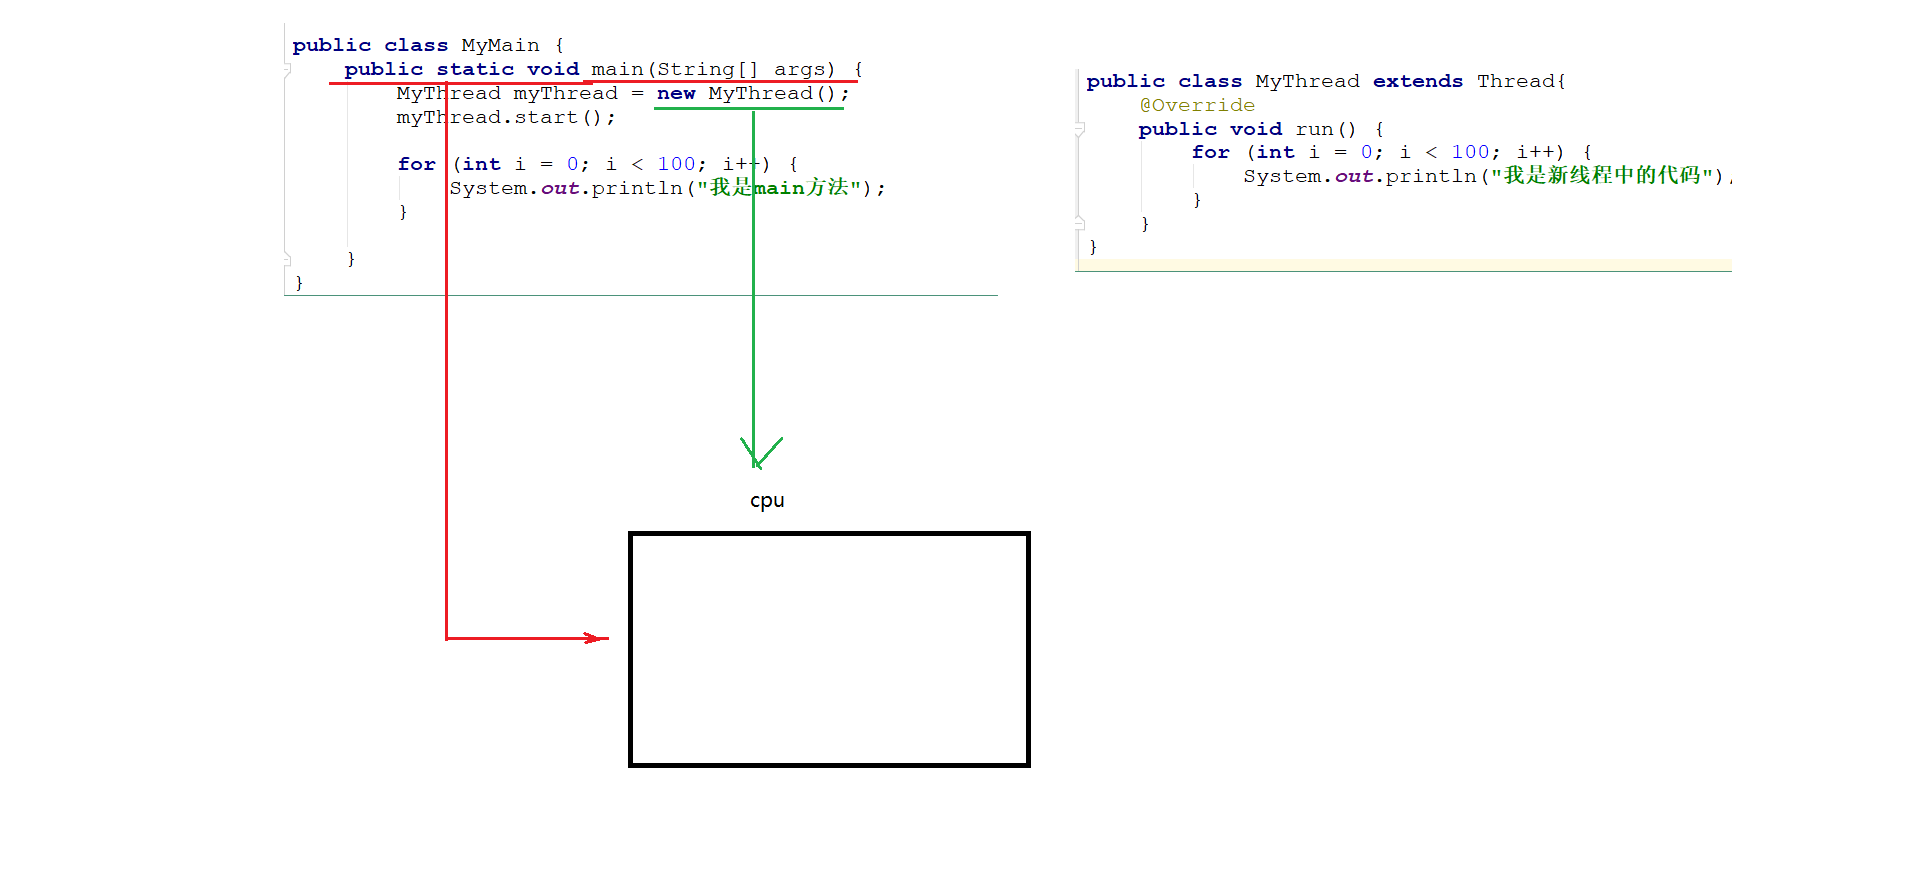 public class MyMain {
public static void main(String[] args) {
MyThread myThread = new MyThread();
myThread.start();
for (int i = 0; i < 100; i++) {
System.out.println("我是main方法");
}
}
}
public class MyThread extends Thread{
@Override
public void run() {
for (int i = 0; i < 100; i++) {
System.out.println("我是新线程中的代码");
}
}
}
cpu